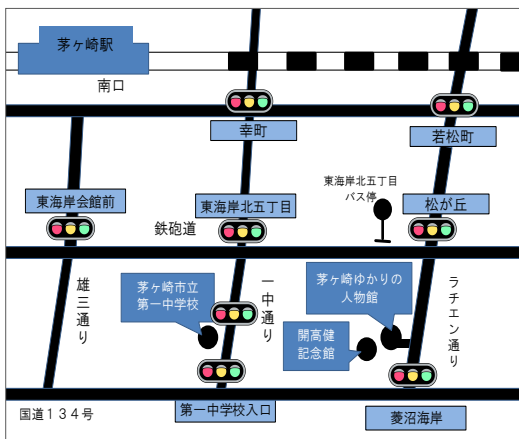 茅ヶ崎駅
南口
幸町
若松町
東海岸会館前
東海岸北五丁目
東海岸北五丁目
バス停
松が丘
鉄砲道
雄三通り
茅ヶ崎市立
第一中学校
一中通り
茅ヶ崎ゆかりの
人物館
開高健
記念館
ラチエン通り
国道134号
第一中学校入口
菱沼海岸